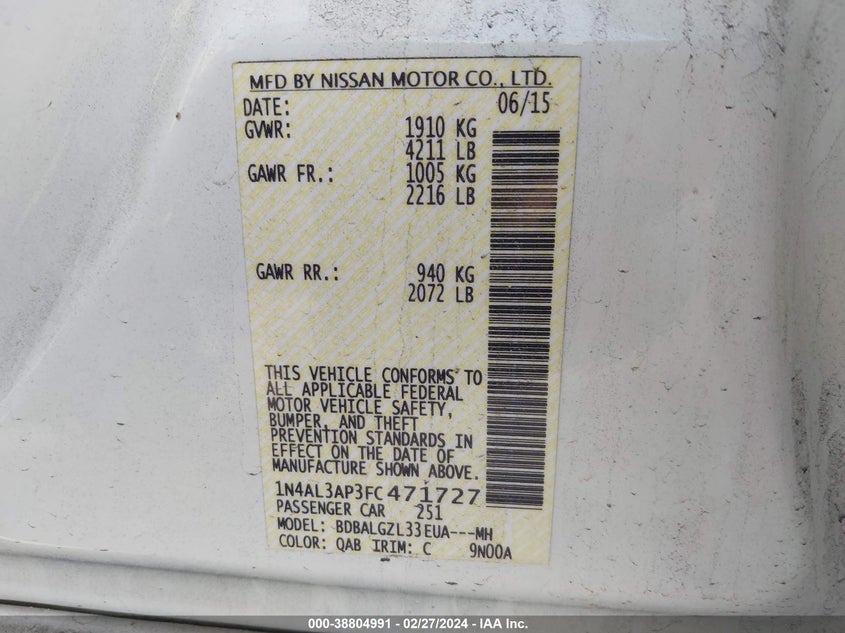 MFD BY NISSAN MOTOR CO., LTD.
DATE: 06/15
GVWR: 1910 KG
4211 LB
GAWR FR.: 1005 KG
2216 LB
GAWR RR.: 940 KG
2072 LB
THIS VEHICLE CONFORMS TO
ALL APPLICABLE FEDERAL
MOTOR VEHICLE SAFETY,
BUMPER, AND THEFT
PREVENTION STANDARDS IN
EFFECT ON THE DATE OF
MANUFACTURE SHOWN ABOVE.
1N4AL3AP3FC471727
PASSENGER CAR 251
MODEL: BDBALGZL33EUA---MH
COLOR: QAB TRIM: C 9N00A
000-38804991 - 02/27/2024 - IAA Inc.